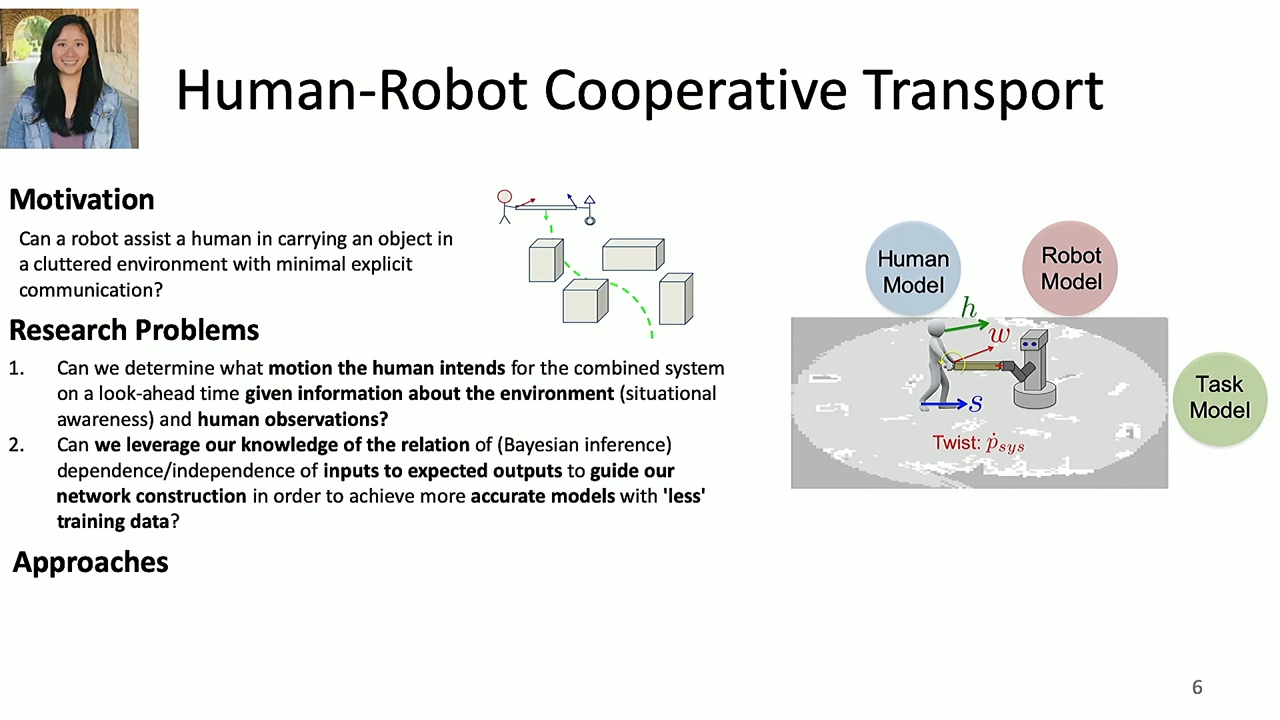 Human-Robot Cooperative Transport
Motivation
Can a robot assist a human in carrying an object in
a cluttered environment with minimal explicit
communication?
Research Problems
1. Can we determine what motion the human intends for the combined system
on a look-ahead time given information about the environment (situational
awareness) and human observations?
2. Can we leverage our knowledge of the relation of (Bayesian inference)
dependence/independence of inputs to expected outputs to guide our
network construction in order to achieve more accurate models with 'less'
training data?
Approaches
Human
Model
Robot
Model
h
w
s
Twist: ṗsys
Task
Model
6